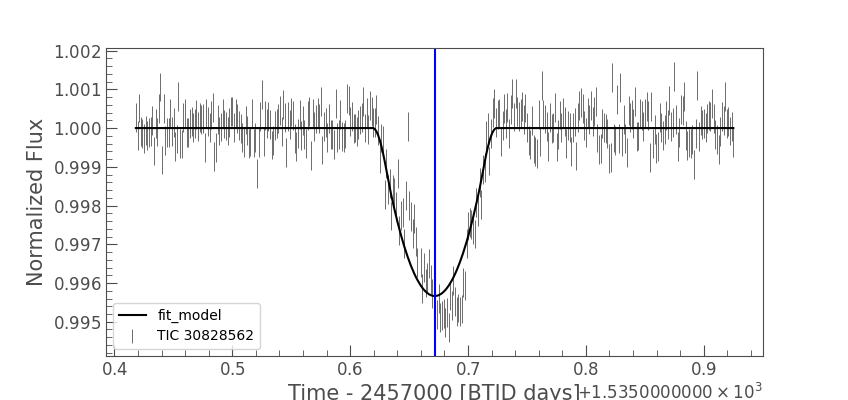 Normalized Flux
1.002
1.001
1.000
0.999
0.998
0.997
0.996
0.995
fit_model
TIC 30828562
0.4 0.5 0.6 0.7 0.8 0.9
Time - 2457000 [BTJD days]
+1.5350000000 × 10³